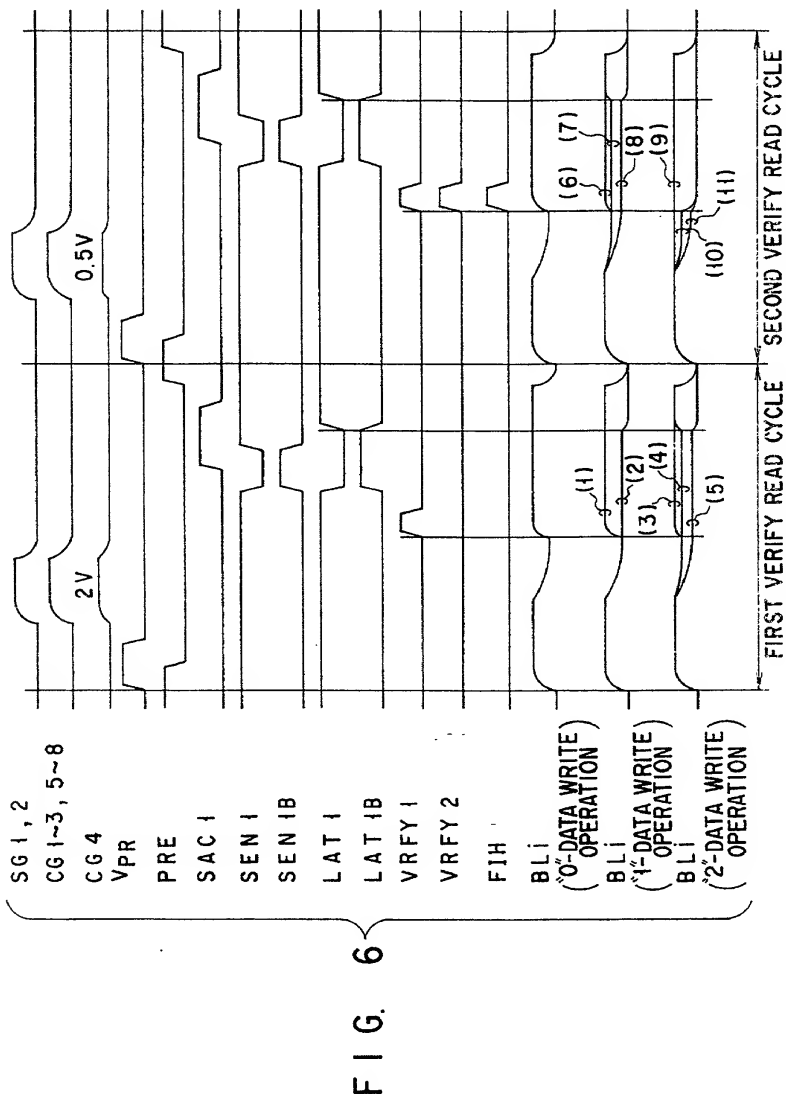 SG1, 2
CG1~3, 5~8
CG4
VPR
PRE
SAC1
SEN1
SEN1B
LAT1
LAT1B
VRFY1
VRFY2
FIH
BLi
("0"-DATA WRITE
OPERATION)
BLi
("1"-DATA WRITE
OPERATION)
BLi
("2"-DATA WRITE
OPERATION)
2V
0.5V
(1)
(2)
(3)
(4)
(5)
(6)
(7)
(8)
(9)
(10)
(11)
FIRST VERIFY READ CYCLE
SECOND VERIFY READ CYCLE
FIG. 6